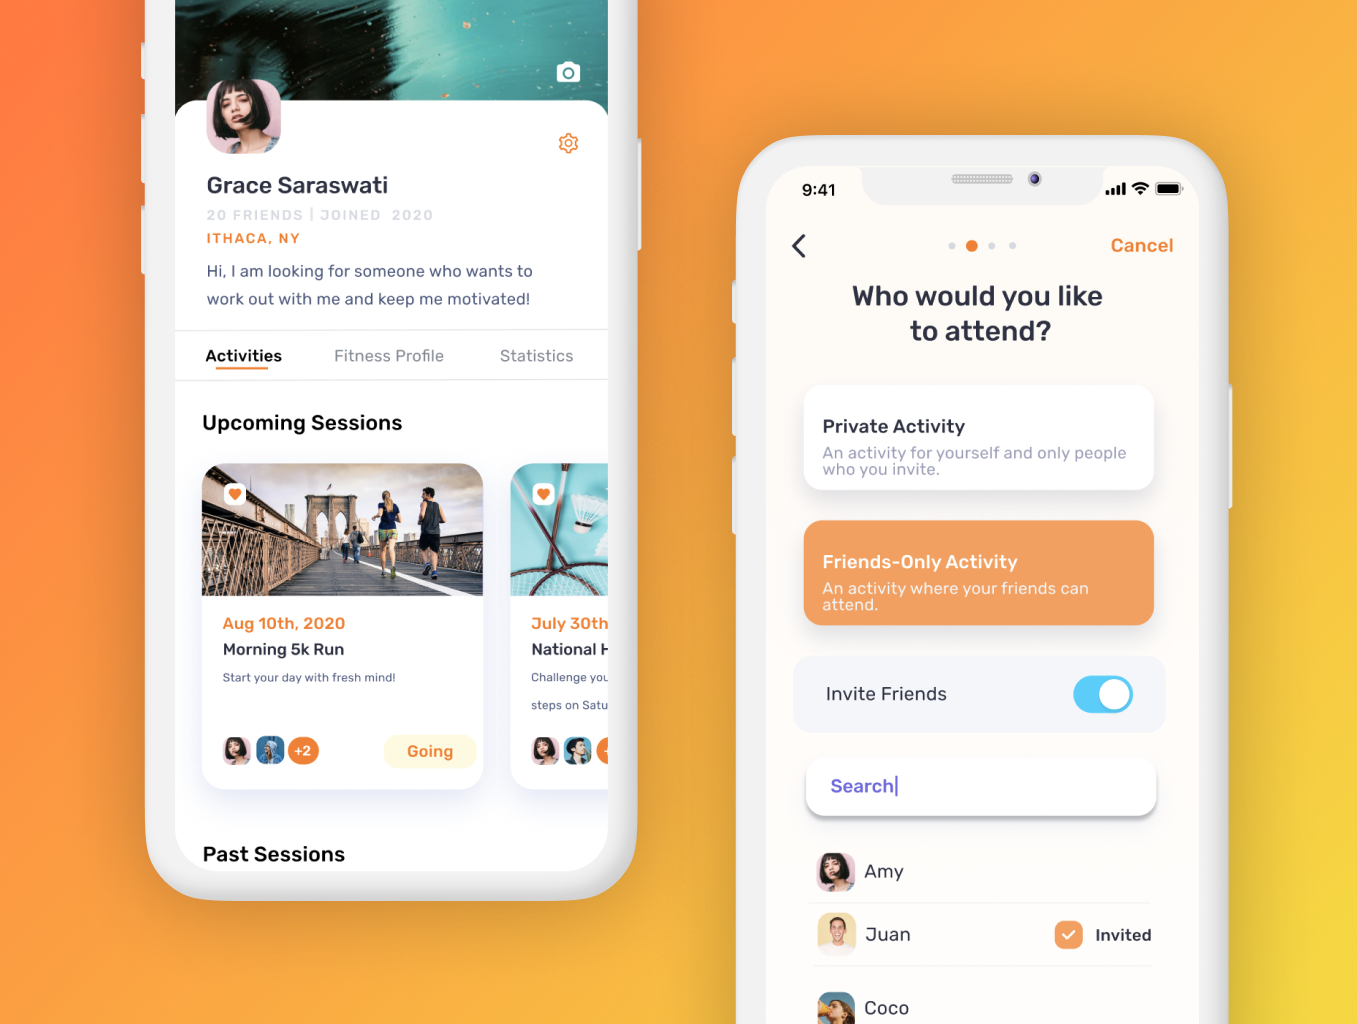 Grace Saraswati
20 FRIENDS | JOINED 2020
ITHACA, NY
Hi, I am looking for someone who wants to
work out with me and keep me motivated!
Activities Fitness Profile Statistics
Upcoming Sessions
Aug 10th, 2020
Morning 5k Run
Start your day with fresh mind!
+2 Going
July 30th
National
Challenge you
steps on Satu
Past Sessions
9:41
Cancel
Who would you like
to attend?
Private Activity
An activity for yourself and only people
who you invite.
Friends-Only Activity
An activity where your friends can
attend.
Invite Friends
Search
Amy
Juan Invited
Coco